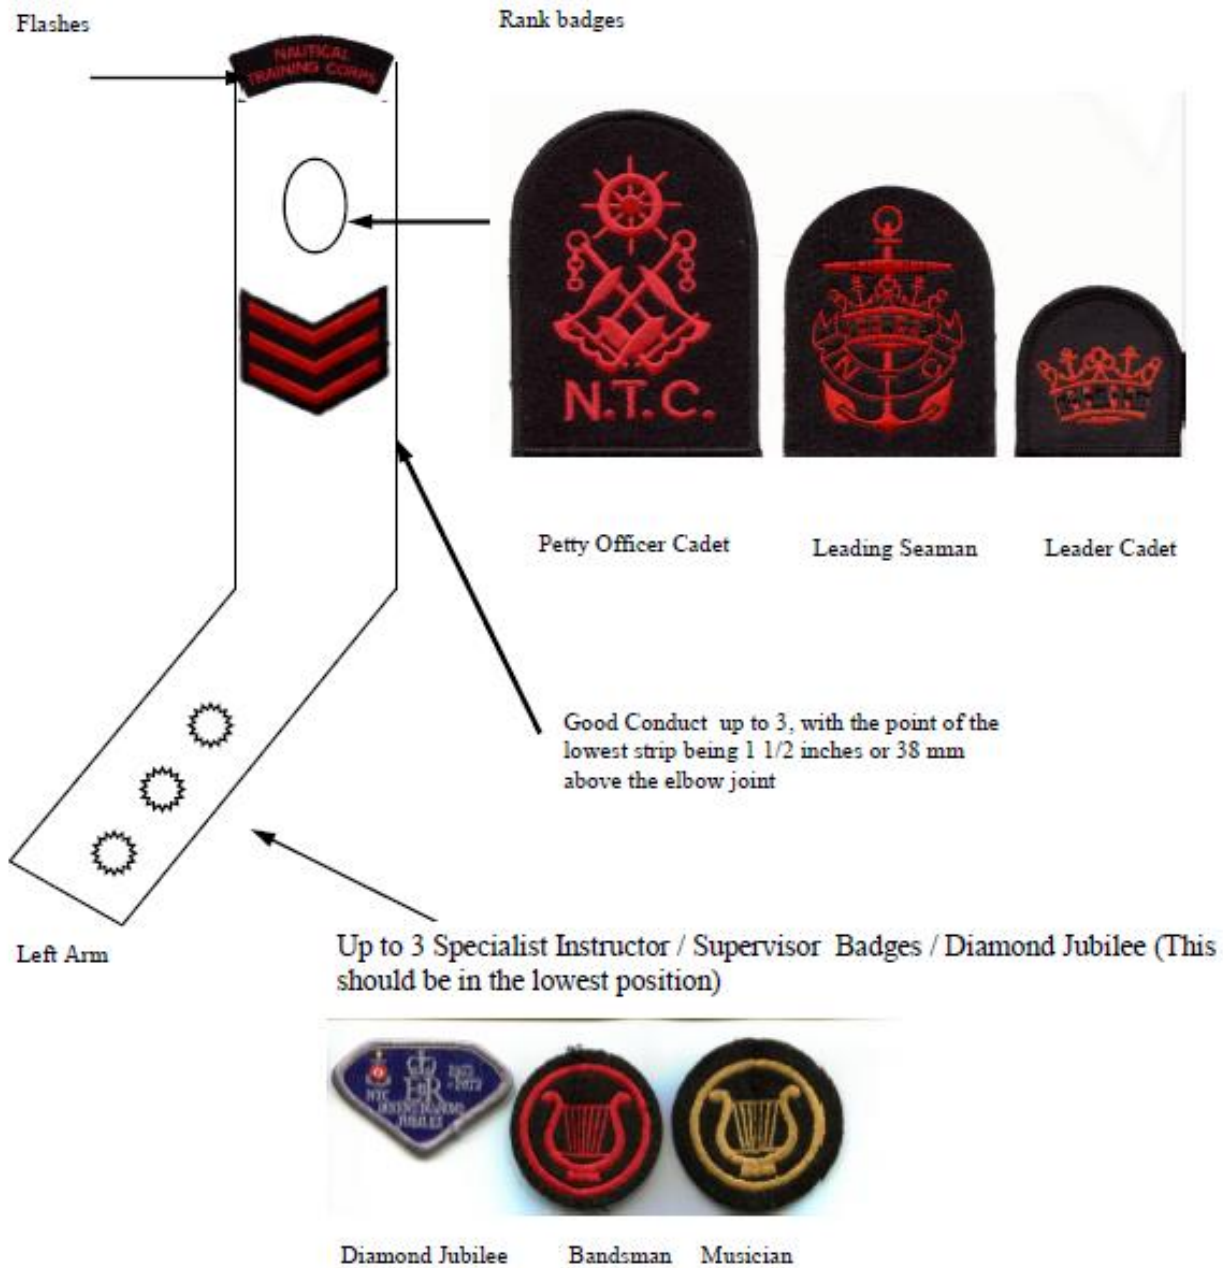 Flashes
Rank badges
NAUTICAL
TRAINING CORPS
N.T.C.
N C
Petty Officer Cadet
Leading Seaman
Leader Cadet
Good Conduct up to 3, with the point of the
lowest strip being 1 1/2 inches or 38 mm
above the elbow joint
Left Arm
Up to 3 Specialist Instructor / Supervisor Badges / Diamond Jubilee (This
should be in the lowest position)
NTC
JUBILEE
Diamond Jubilee
Bandsman
Musician